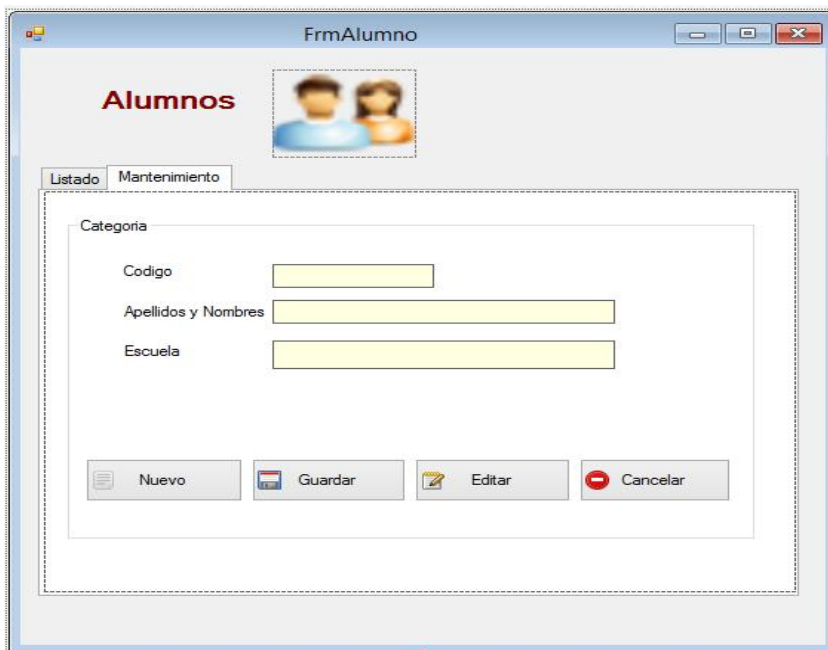 FrmAlumno
Alumnos
Listado Mantenimiento
Categoria
Codigo
Apellidos y Nombres
Escuela
Nuevo Guardar Editar Cancelar